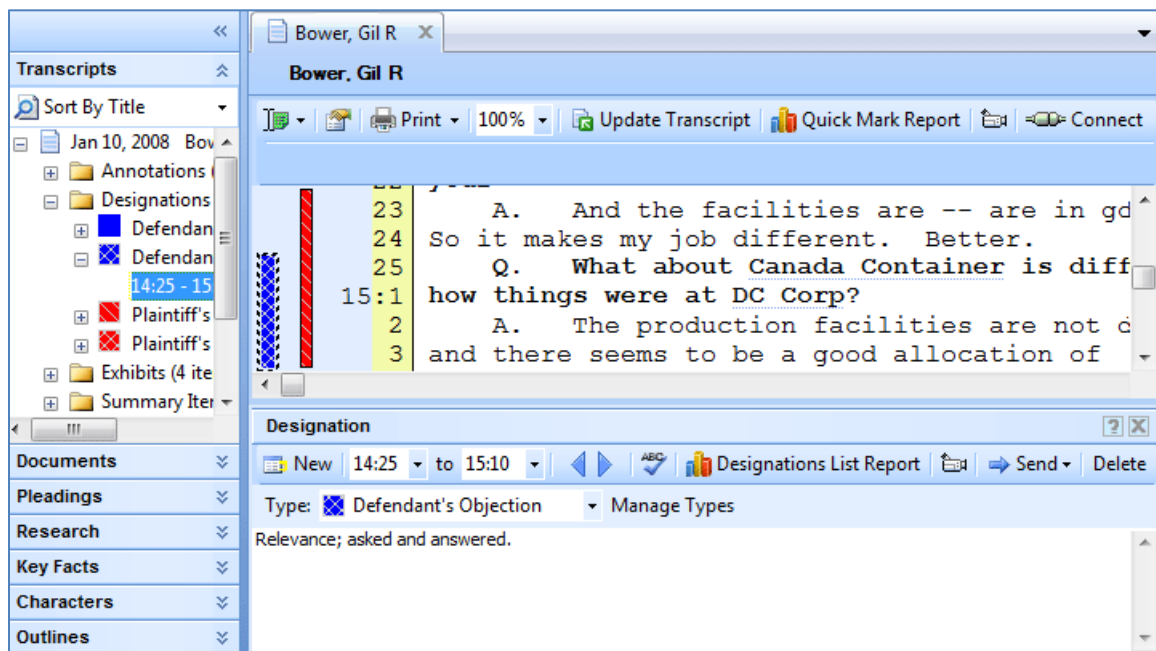 Bower, Gil R
Transcripts
Bower, Gil R
Sort By Title
Print 100% Update Transcript Quick Mark Report Connect
Jan 10, 2008 Bow
Annotations (
Designations
Defendan
Defendan
14:25 - 15
Plaintiff's
Plaintiff's
Exhibits (4 ite
Summary Iter
23 A. And the facilities are -- are in gd
24 So it makes my job different. Better.
25 Q. What about Canada Container is diff
15:1 how things were at DC Corp?
2 A. The production facilities are not
3 and there seems to be a good allocation of
Designation
Documents
New 14:25 to 15:10 ABC Designations List Report Send Delete
Pleadings
Type: Defendant's Objection Manage Types
Research
Relevance; asked and answered.
Key Facts
Characters
Outlines